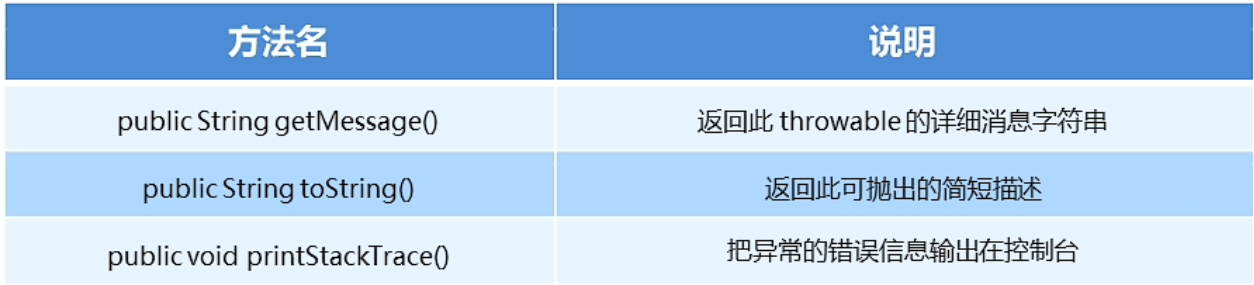 方法名 说明
public String getMessage() 返回此 throwable 的详细消息字符串
public String toString() 返回此可抛出的简短描述
public void printStackTrace() 把异常的错误信息输出在控制台